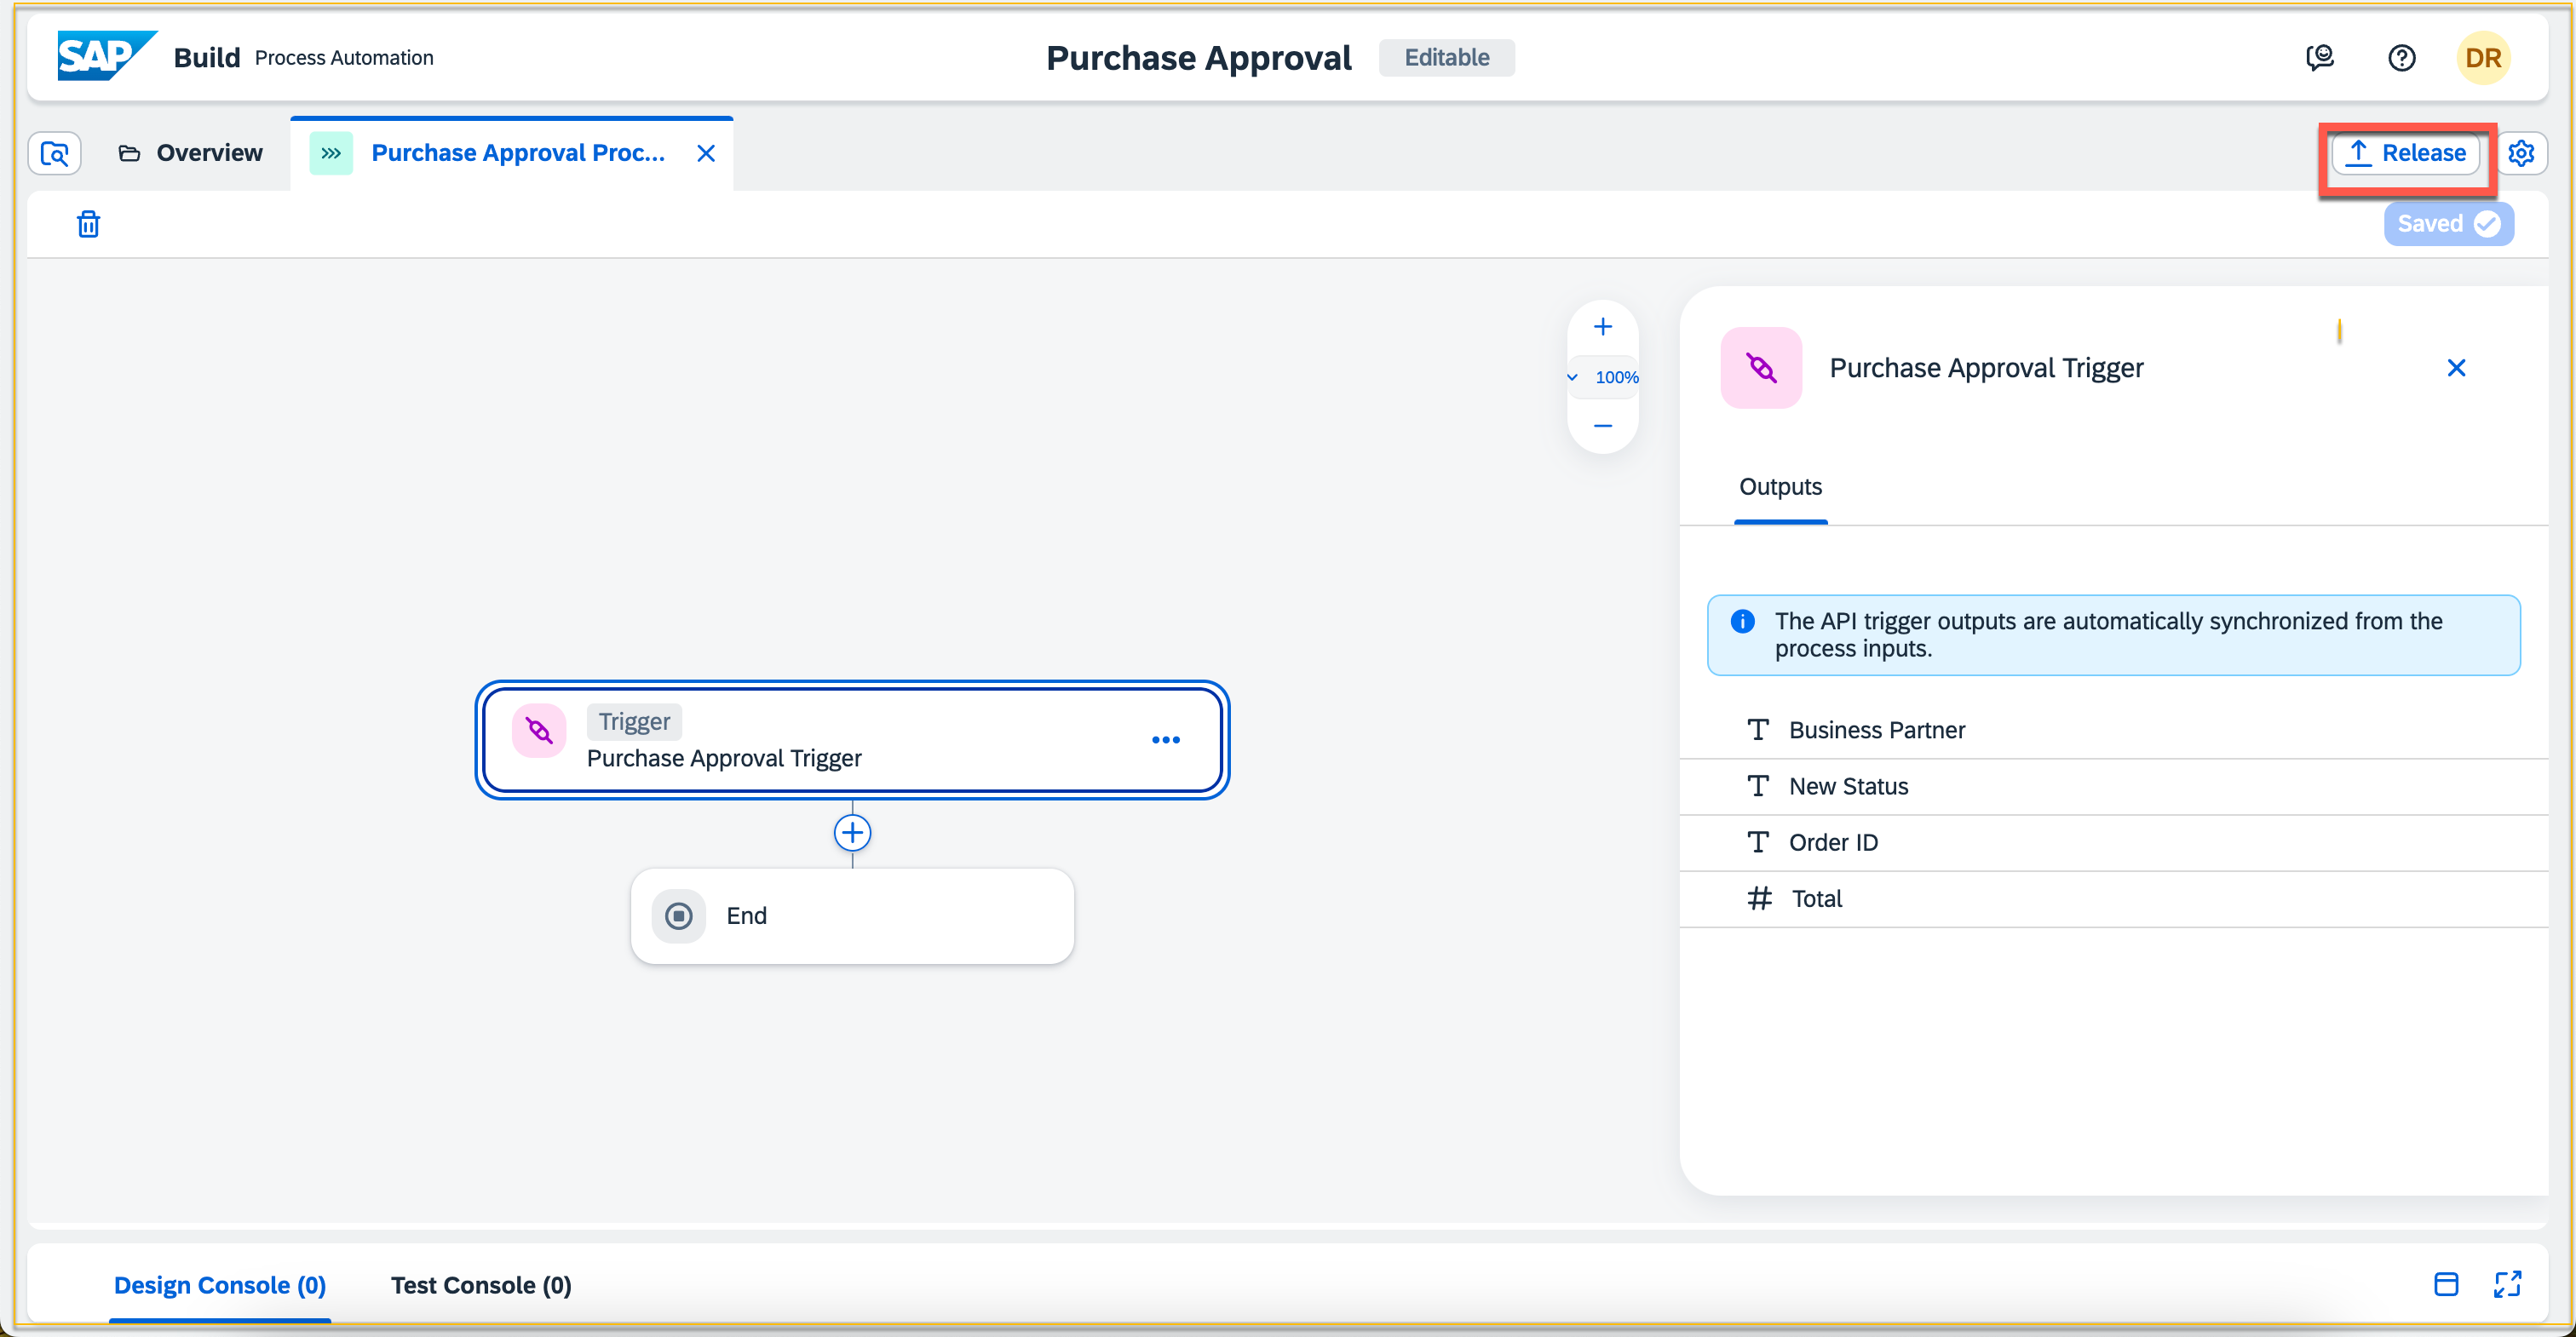 SAP Build Process Automation
Purchase Approval Editable
DR
Overview
Purchase Approval Proc...
Release
Saved
100%
Purchase Approval Trigger
Outputs
The API trigger outputs are automatically synchronized from the
process inputs.
Business Partner
New Status
Order ID
Total
Trigger
Purchase Approval Trigger
End
Design Console (0)
Test Console (0)